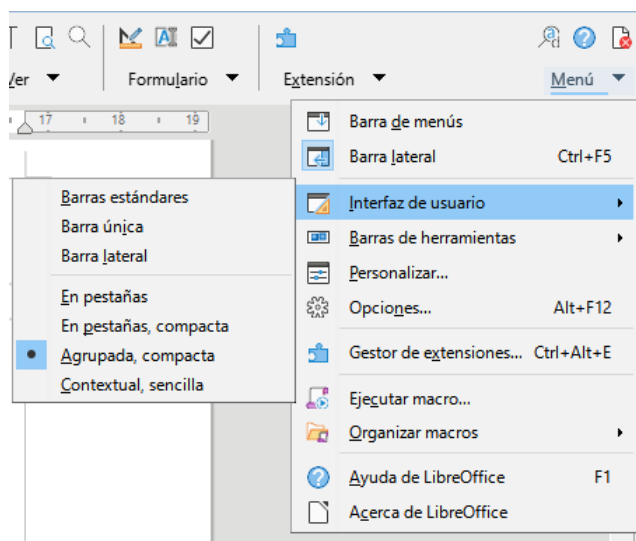 Ver
Formulario
Extensión
Menú
17 18 19
Barra de menús
Barra lateral Ctrl+F5
Interfaz de usuario
Barras de herramientas
Personalizar...
Opciones... Alt+F12
Gestor de extensiones... Ctrl+Alt+E
Ejecutar macro...
Organizar macros
Ayuda de LibreOffice F1
Acerca de LibreOffice
Barras estándares
Barra única
Barra lateral
En pestañas
En pestañas, compacta
Agrupada, compacta
Contextual, sencilla